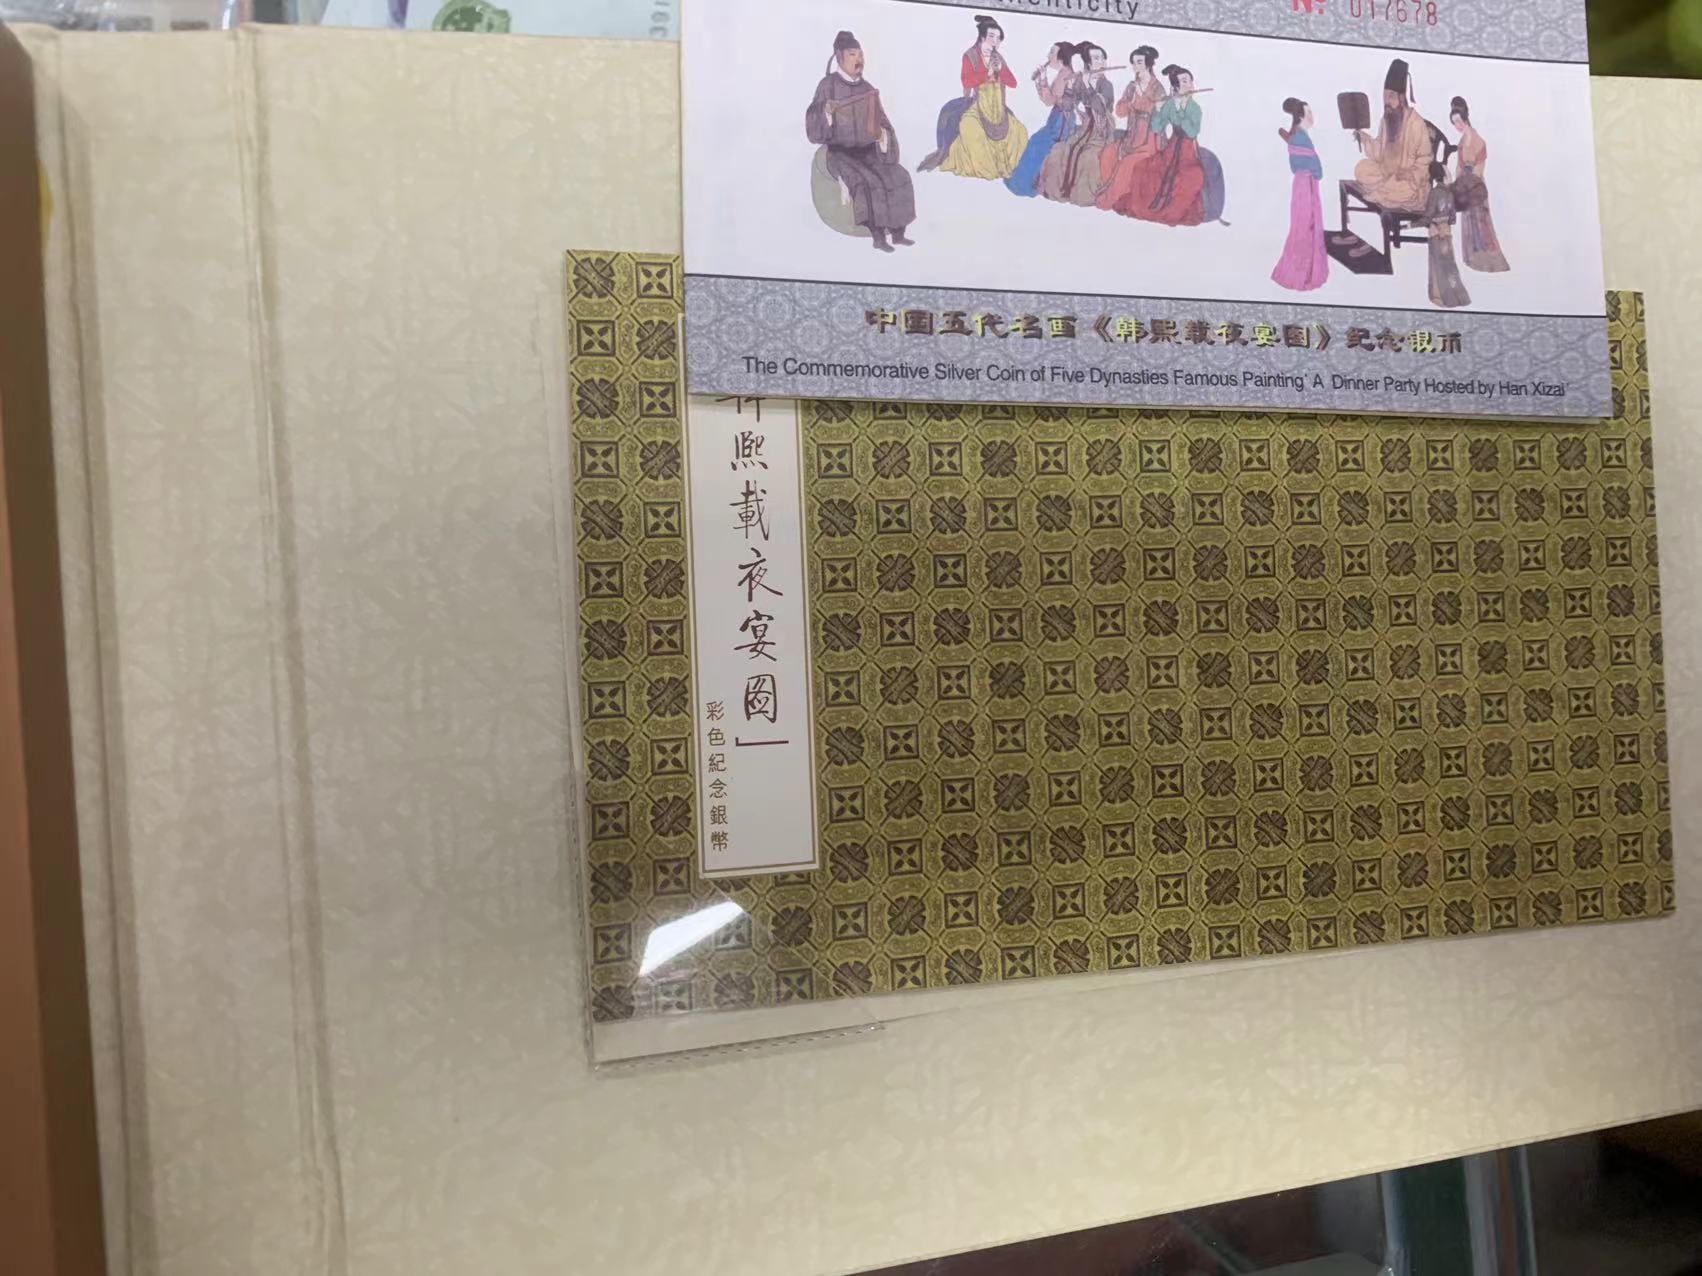 № 017678
中国五代名画《韩熙载夜宴图》纪念银币
The Commemorative Silver Coin of Five Dynasties Famous Painting' A Dinner Party Hosted by Han Xizai'
熙載夜宴圖」
彩色紀念銀幣